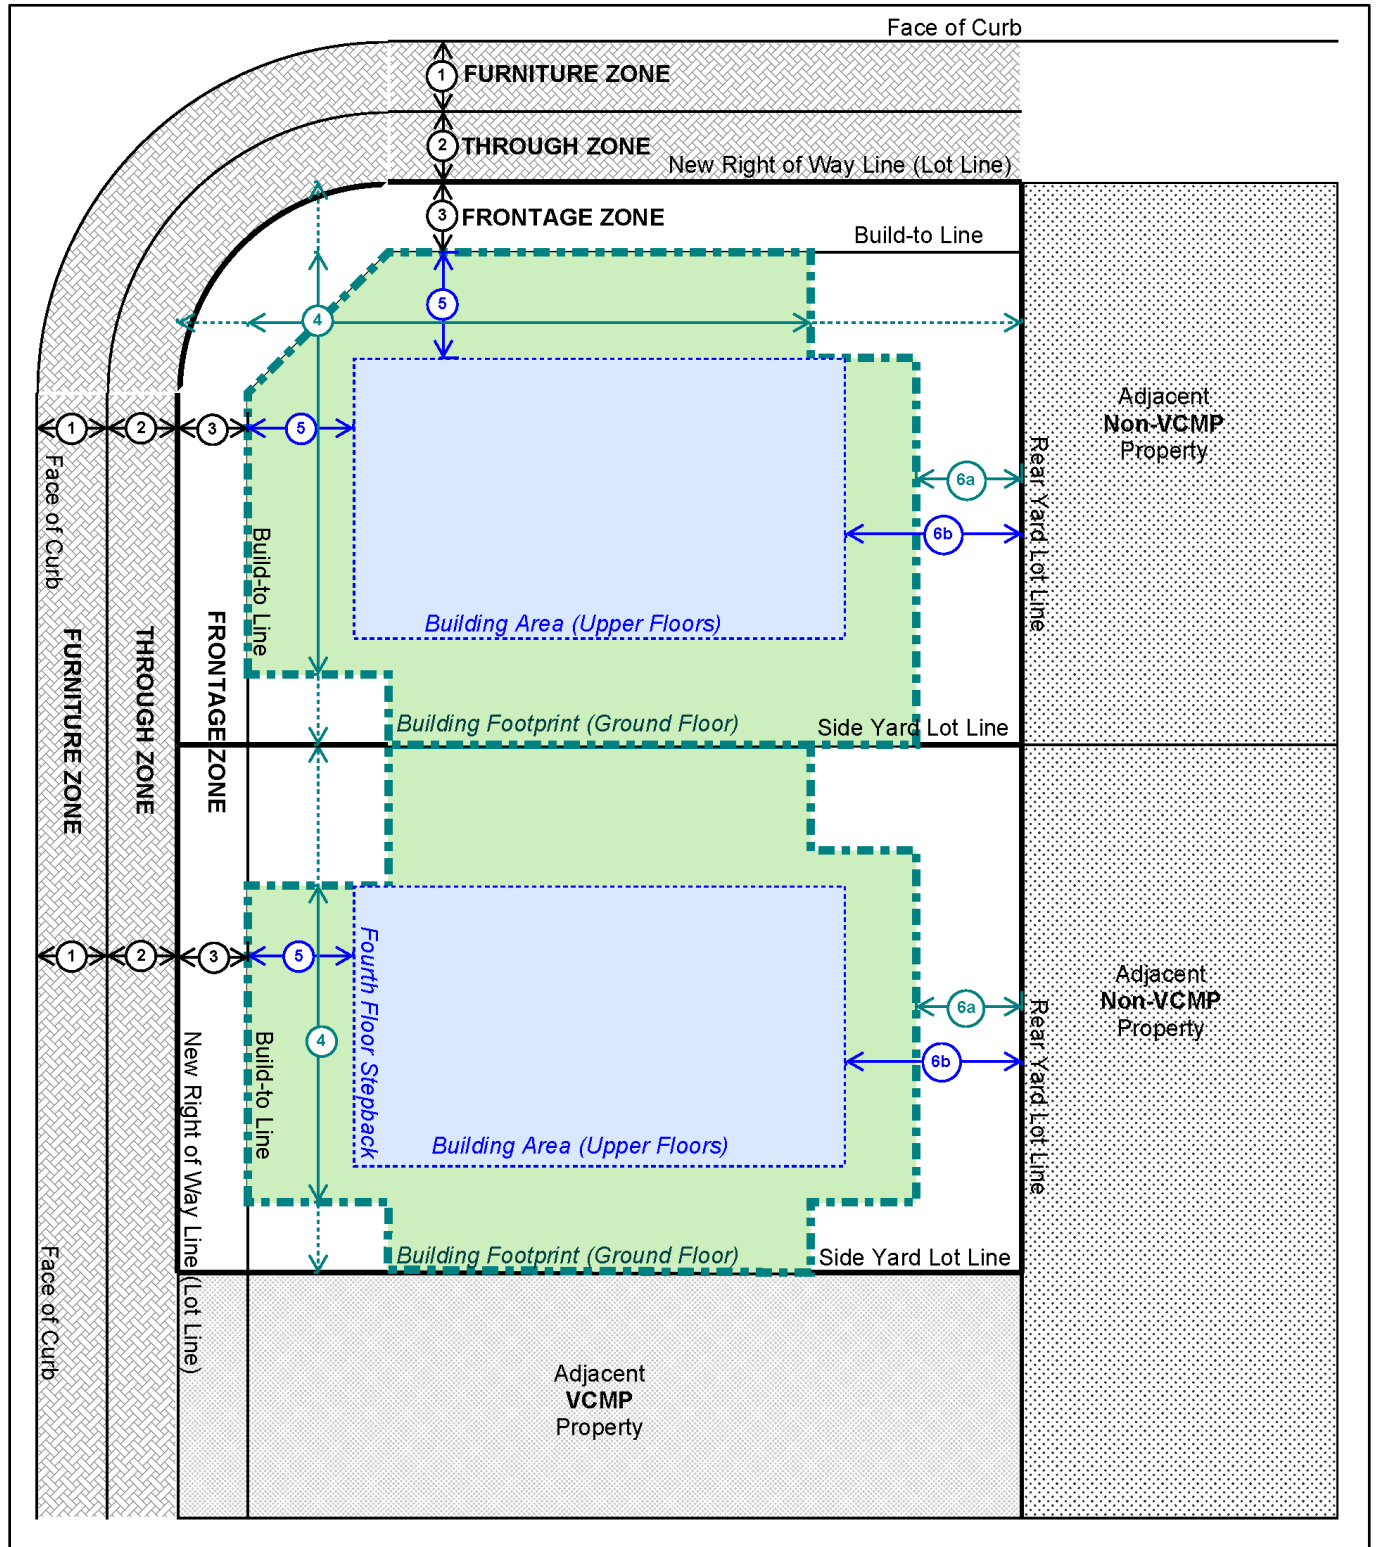 Face of Curb
1 FURNITURE ZONE
2 THROUGH ZONE
New Right of Way Line (Lot Line)
3 FRONTAGE ZONE
Build-to Line
5
4
Adjacent
Non-VCMP
Property
1
2
3
5
Face of Curb
Build-to Line
6a
6b
Rear Yard Lot Line
Building Area (Upper Floors)
FURNITURE ZONE
THROUGH ZONE
FRONTAGE ZONE
Building Footprint (Ground Floor)
Side Yard Lot Line
1
2
3
5
Fourth Floor Stepback
4
Adjacent
Non-VCMP
Property
6a
6b
Rear Yard Lot Line
New Right of Way Line (Lot Line)
Build-to Line
Building Area (Upper Floors)
Face of Curb
Building Footprint (Ground Floor)
Side Yard Lot Line
Adjacent
VCMP
Property